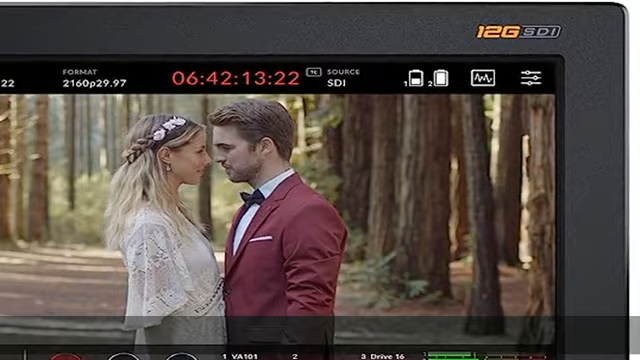 12G SDI
FORMAT
SOURCE
22
2160p29.97
06:42:13:22
TC
SDI
1
2
1 VA101
2
3 Drive 16